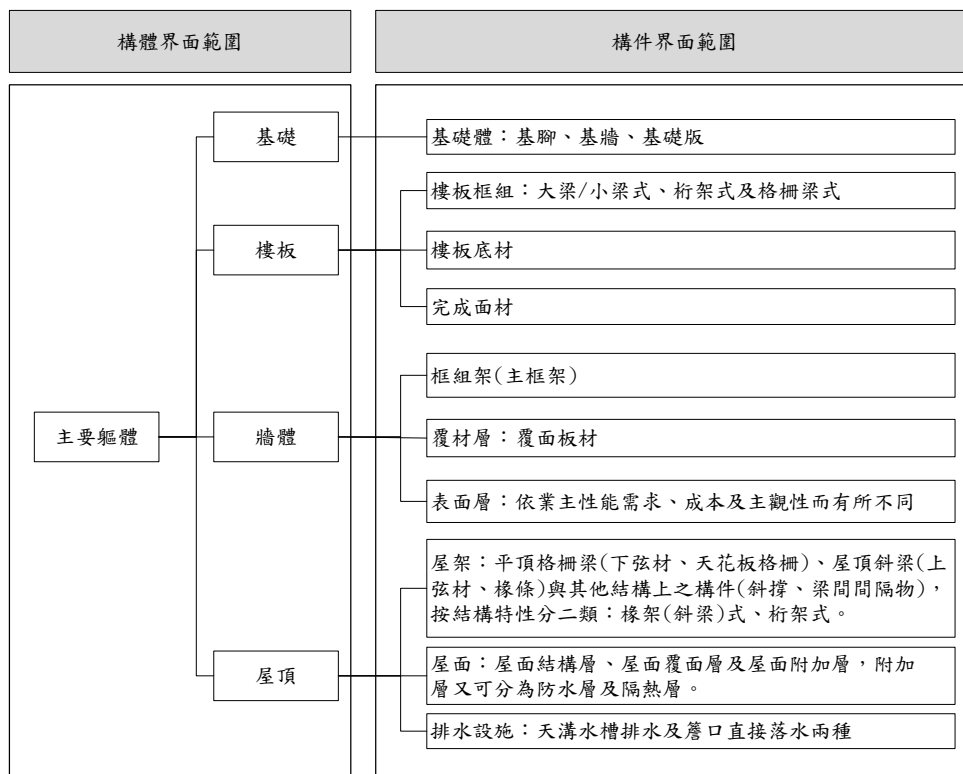 構體界面範圍
構件界面範圍
主要軀體
基礎
基礎體：基腳、基牆、基礎版
樓板
樓板框組：大梁/小梁式、桁架式及格柵梁式
樓板底材
完成面材
牆體
框組架(主框架)
覆材層：覆面板材
表面層：依業主性能需求、成本及主觀性而有所不同
屋頂
屋架：平頂格柵梁(下弦材、天花板格柵)、屋頂斜梁(上
弦材、椽條)與其他結構上之構件(斜撐、梁間間隔物)，
按結構特性分二類：椽架(斜梁)式、桁架式。
屋面：屋面結構層、屋面覆面層及屋面附加層，附加
層又可分為防水層及隔熱層。
排水設施：天溝水槽排水及簷口直接落水兩種